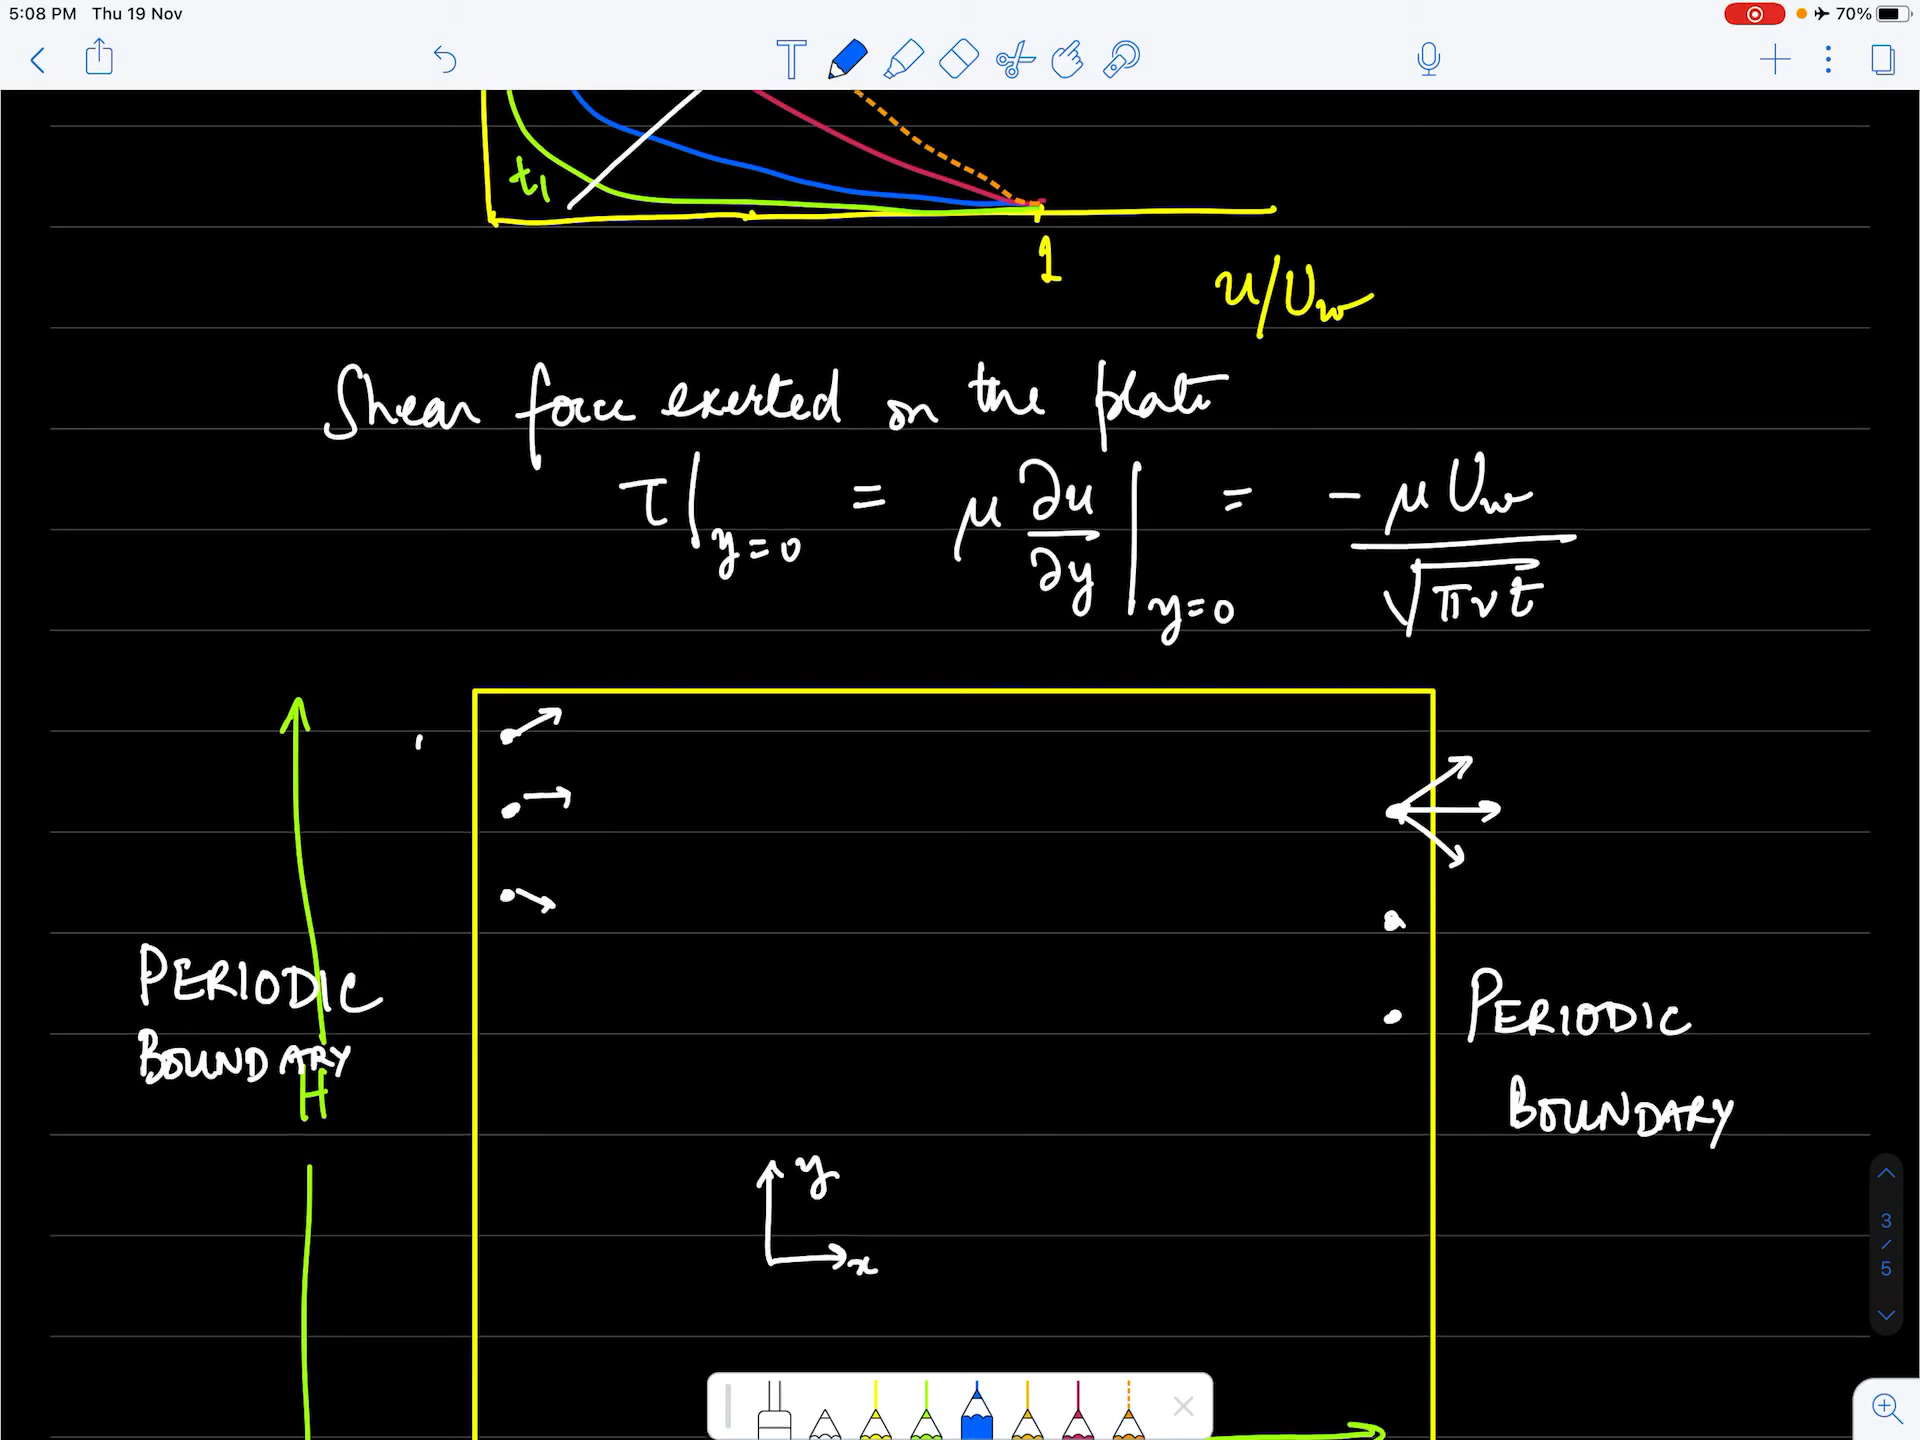 5:08 PM Thu 19 Nov
70%
t₁
1
u/U_w
Shear force exerted on the plate
τ|_{y=0} = μ ∂u/∂y|_{y=0} = -μU_w/√(πνt)
PERIODIC
BOUNDARY
H
PERIODIC
BOUNDARY
y
x
3
/
5